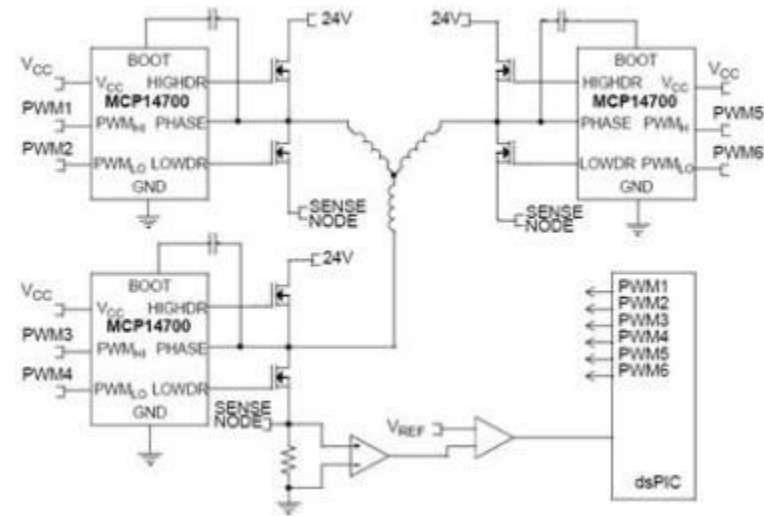 24V
24V
BOOT
VCC
VCC
HIGHDR
MCP14700
PWM1
PWMHI
PHASE
PWM2
PWMLO
LOWDR
GND
SENSE
NODE
BOOT
HIGHDR
VCC
VCC
MCP14700
PHASE
PWMHI
PWM5
LOWDR
PWMLO
PWM6
GND
SENSE
NODE
24V
BOOT
VCC
VCC
HIGHDR
MCP14700
PWM3
PWMHI
PHASE
PWM4
PWMLO
LOWDR
GND
SENSE
NODE
VREF
PWM1
PWM2
PWM3
PWM4
PWM5
PWM6
dsPIC